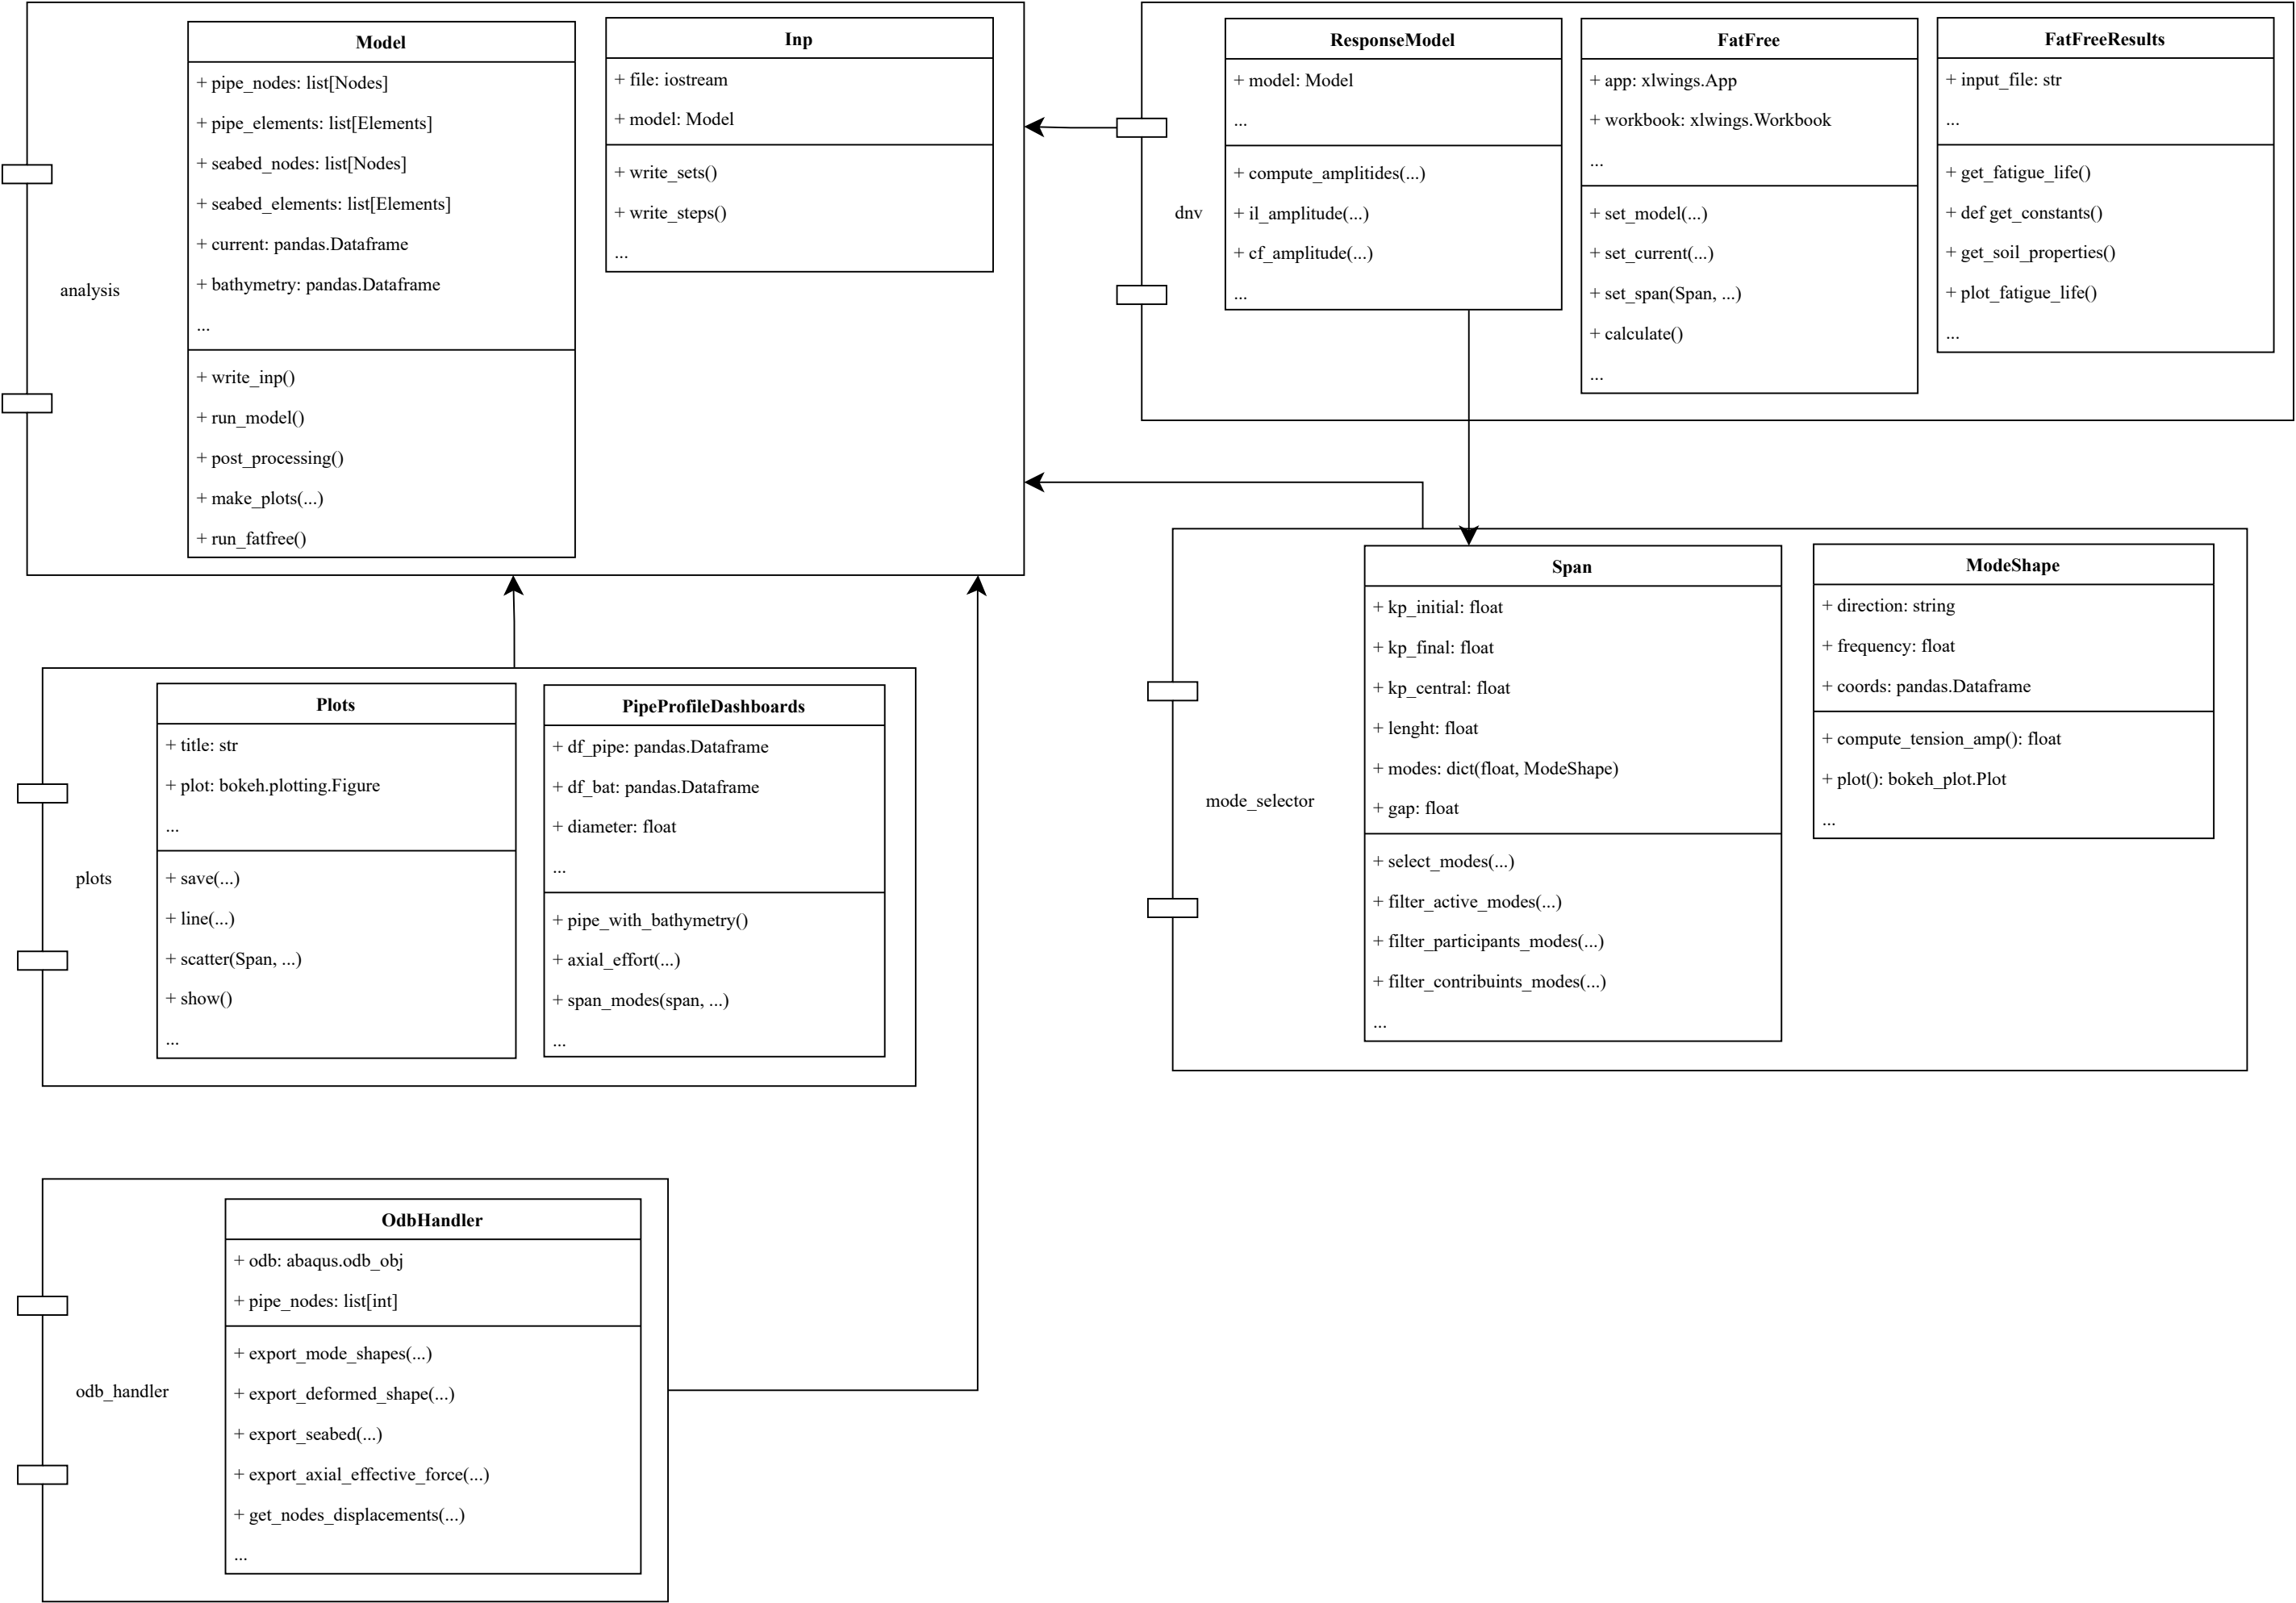 analysis
Model
+ pipe_nodes: list[Nodes]
+ pipe_elements: list[Elements]
+ seabed_nodes: list[Nodes]
+ seabed_elements: list[Elements]
+ current: pandas.Dataframe
+ bathymetry: pandas.Dataframe
...
+ write_inp()
+ run_model()
+ post_processing()
+ make_plots(...)
+ run_fatfree()
Inp
+ file: iostream
+ model: Model
+ write_sets()
+ write_steps()
...
dnv
ResponseModel
+ model: Model
...
+ compute_amplitides(...)
+ il_amplitude(...)
+ cf_amplitude(...)
...
FatFree
+ app: xlwings.App
+ workbook: xlwings.Workbook
...
+ set_model(...)
+ set_current(...)
+ set_span(Span, ...)
+ calculate()
...
FatFreeResults
+ input_file: str
...
+ get_fatigue_life()
+ def get_constants()
+ get_soil_properties()
+ plot_fatigue_life()
...
mode_selector
Span
+ kp_initial: float
+ kp_final: float
+ kp_central: float
+ lenght: float
+ modes: dict(float, ModeShape)
+ gap: float
+ select_modes(...)
+ filter_active_modes(...)
+ filter_participants_modes(...)
+ filter_contribuints_modes(...)
...
ModeShape
+ direction: string
+ frequency: float
+ coords: pandas.Dataframe
+ compute_tension_amp(): float
+ plot(): bokeh_plot.Plot
...
plots
Plots
+ title: str
+ plot: bokeh.plotting.Figure
...
+ save(...)
+ line(...)
+ scatter(Span, ...)
+ show()
...
PipeProfileDashboards
+ df_pipe: pandas.Dataframe
+ df_bat: pandas.Dataframe
+ diameter: float
...
+ pipe_with_bathymetry()
+ axial_effort(...)
+ span_modes(span, ...)
...
odb_handler
OdbHandler
+ odb: abaqus.odb_obj
+ pipe_nodes: list[int]
+ export_mode_shapes(...)
+ export_deformed_shape(...)
+ export_seabed(...)
+ export_axial_effective_force(...)
+ get_nodes_displacements(...)
...